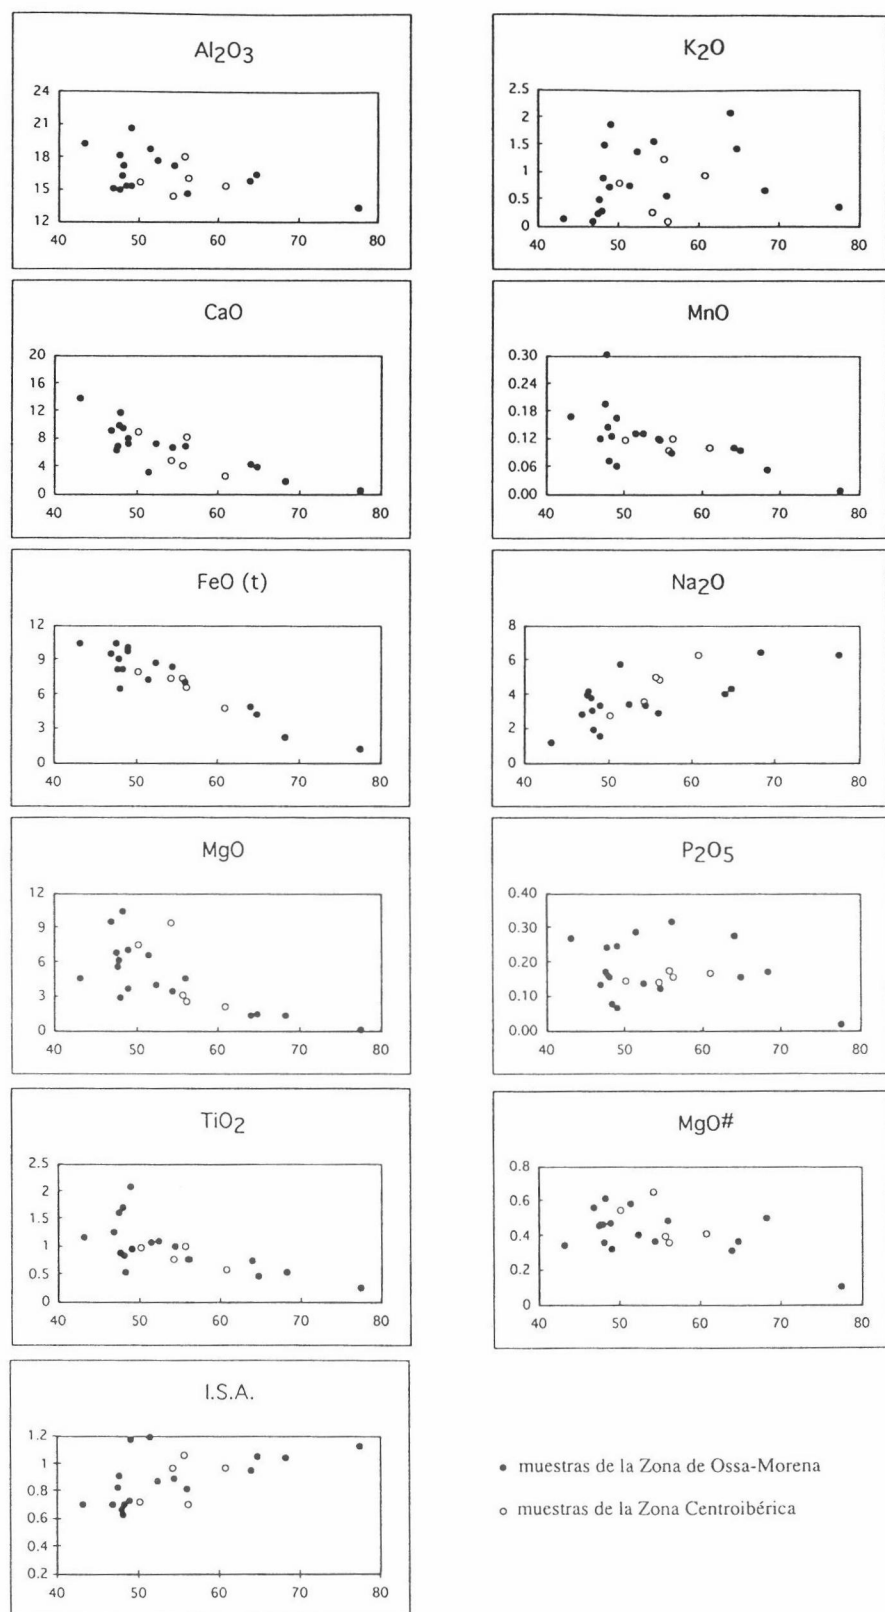 Al2O3
24
21
18
15
12
40 50 60 70 80
K2O
2.5
2
1.5
1
0.5
0
40 50 60 70 80
CaO
20
16
12
8
4
0
40 50 60 70 80
MnO
0.30
0.24
0.18
0.12
0.06
0.00
40 50 60 70 80
FeO (t)
12
9
6
3
0
40 50 60 70 80
Na2O
8
6
4
2
0
40 50 60 70 80
MgO
12
9
6
3
0
40 50 60 70 80
P2O5
0.40
0.30
0.20
0.10
0.00
40 50 60 70 80
TiO2
2.5
2
1.5
1
0.5
0
40 50 60 70 80
MgO#
0.8
0.6
0.4
0.2
0
40 50 60 70 80
I.S.A.
1.2
1
0.8
0.6
0.4
0.2
40 50 60 70 80
muestras de la Zona de Ossa-Morena
muestras de la Zona Centroibérica